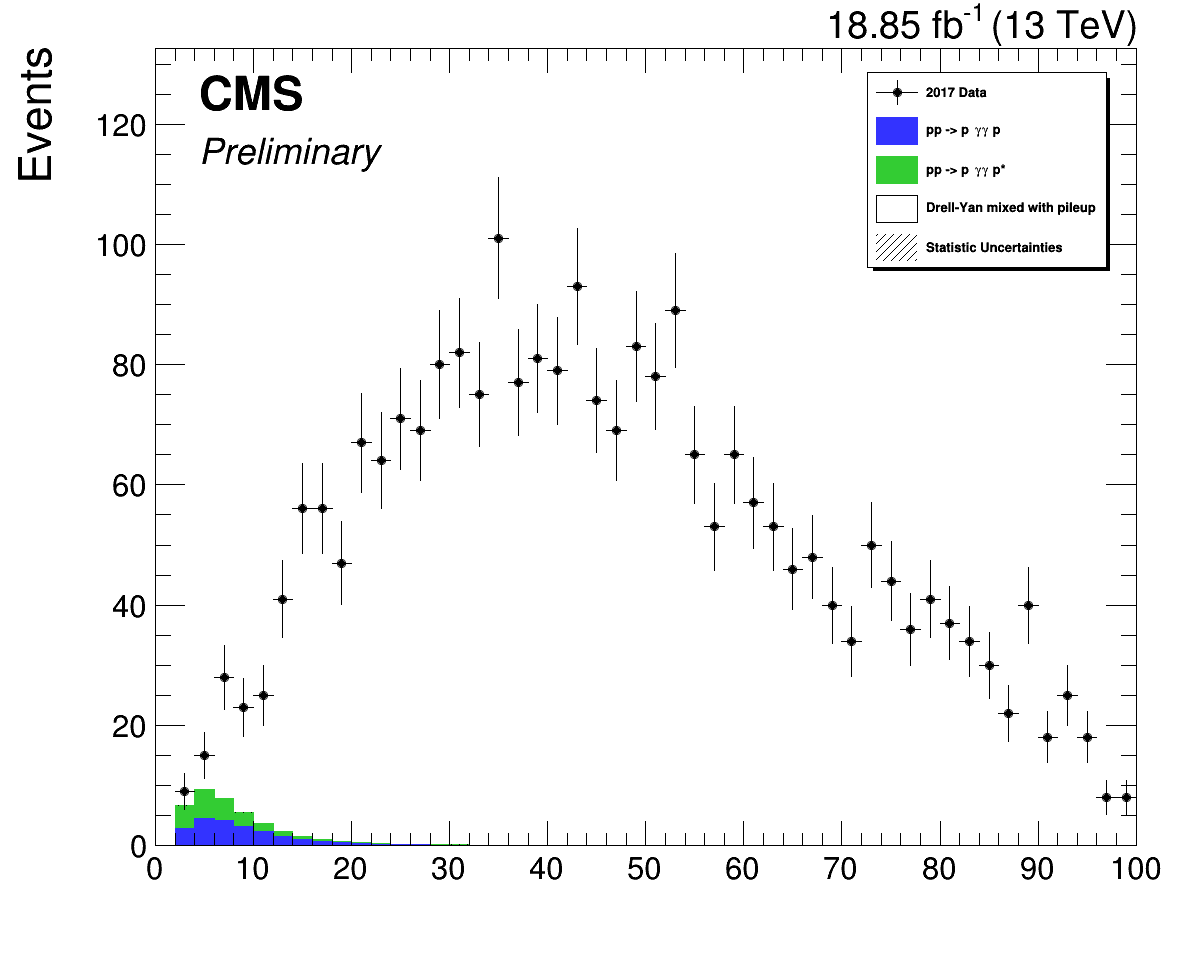 18.85 fb⁻¹ (13 TeV)
Events
CMS
Preliminary
2017 Data
pp -> p γγ p
pp -> p γγ p*
Drell-Yan mixed with pileup
Statistic Uncertainties
120
100
80
60
40
20
0
0 10 20 30 40 50 60 70 80 90 100